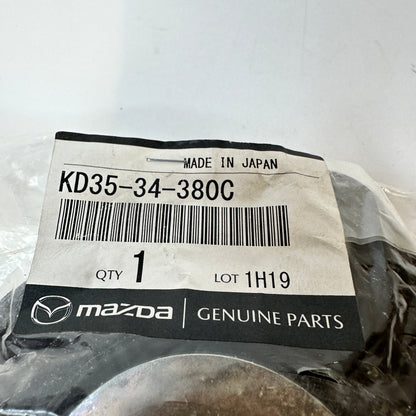 MADE IN JAPAN
KD35-34-380C
QTY 1 LOT 1H19
mazda GENUINE PARTS